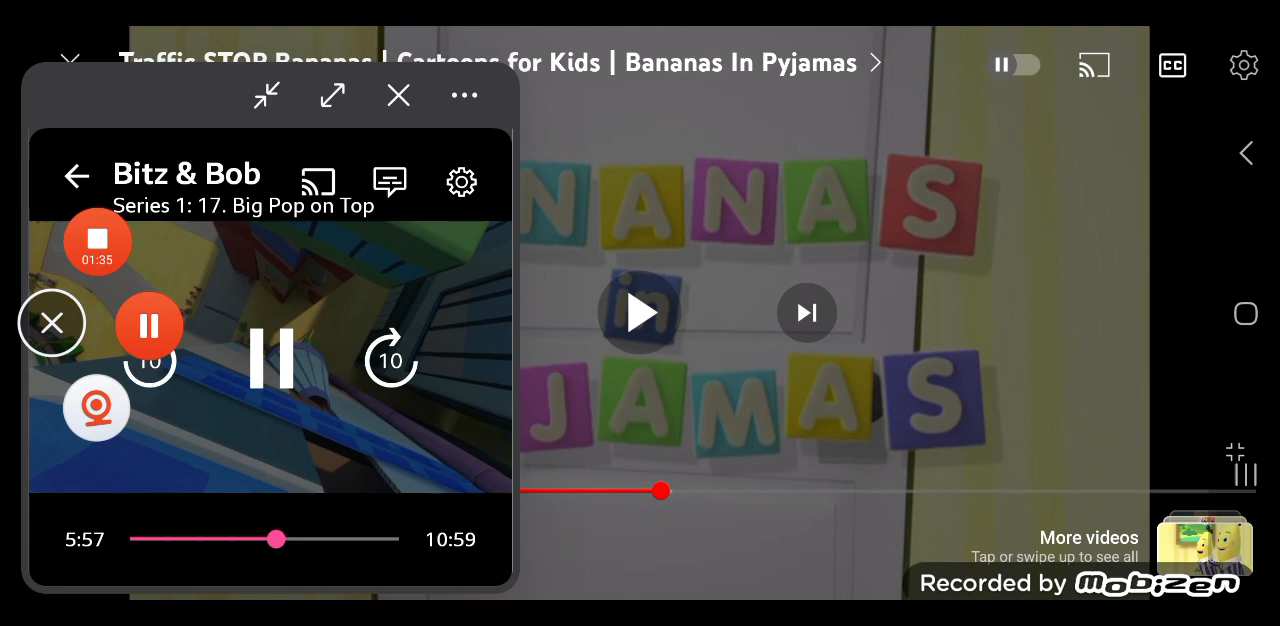 Traffic STOP Bananas | Cartoons for Kids | Bananas In Pyjamas
CC
Bitz & Bob
Series 1: 17. Big Pop on Top
01:35
10
10
5:57
10:59
NANAS
in
JAMAS
More videos
Tap or swipe up to see all
Recorded by Mobizen